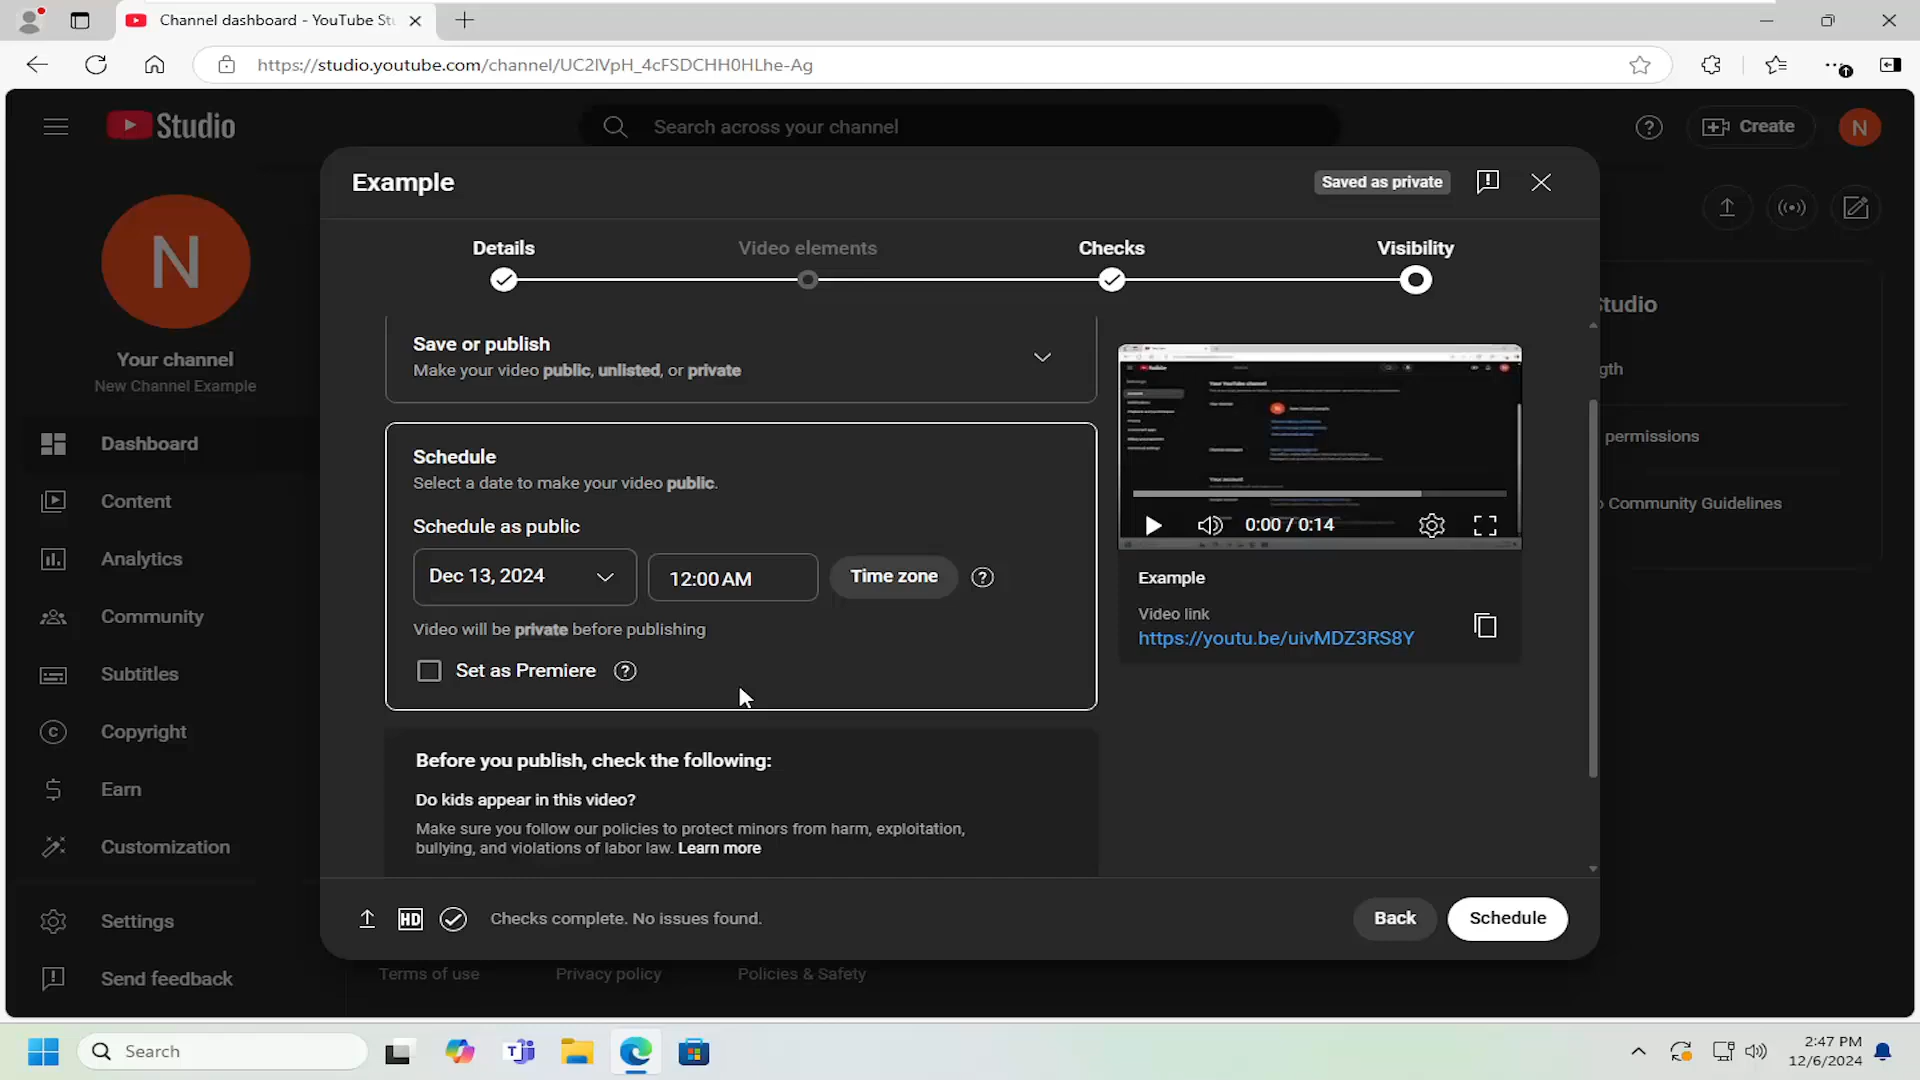 Channel dashboard - YouTube St
https://studio.youtube.com/channel/UC2IVpH_4cFSDCHH0HLhe-Ag
Studio
Search across your channel
Create
N
Example
Saved as private
Details
Video elements
Checks
Visibility
N
Your channel
New Channel Example
Dashboard
Content
Analytics
Community
Subtitles
Copyright
Earn
Customization
Settings
Send feedback
Save or publish
Make your video public, unlisted, or private
Schedule
Select a date to make your video public.
Schedule as public
Dec 13, 2024
12:00 AM
Time zone
Video will be private before publishing
Set as Premiere
Before you publish, check the following:
Do kids appear in this video?
Make sure you follow our policies to protect minors from harm, exploitation,
bullying, and violations of labor law. Learn more
0:00 / 0:14
Example
Video link
https://youtu.be/uivMDZ3RS8Y
Studio
gth
permissions
Community Guidelines
HD
Checks complete. No issues found.
Back
Schedule
Terms of use
Privacy policy
Policies & Safety
Search
2:47 PM
12/6/2024